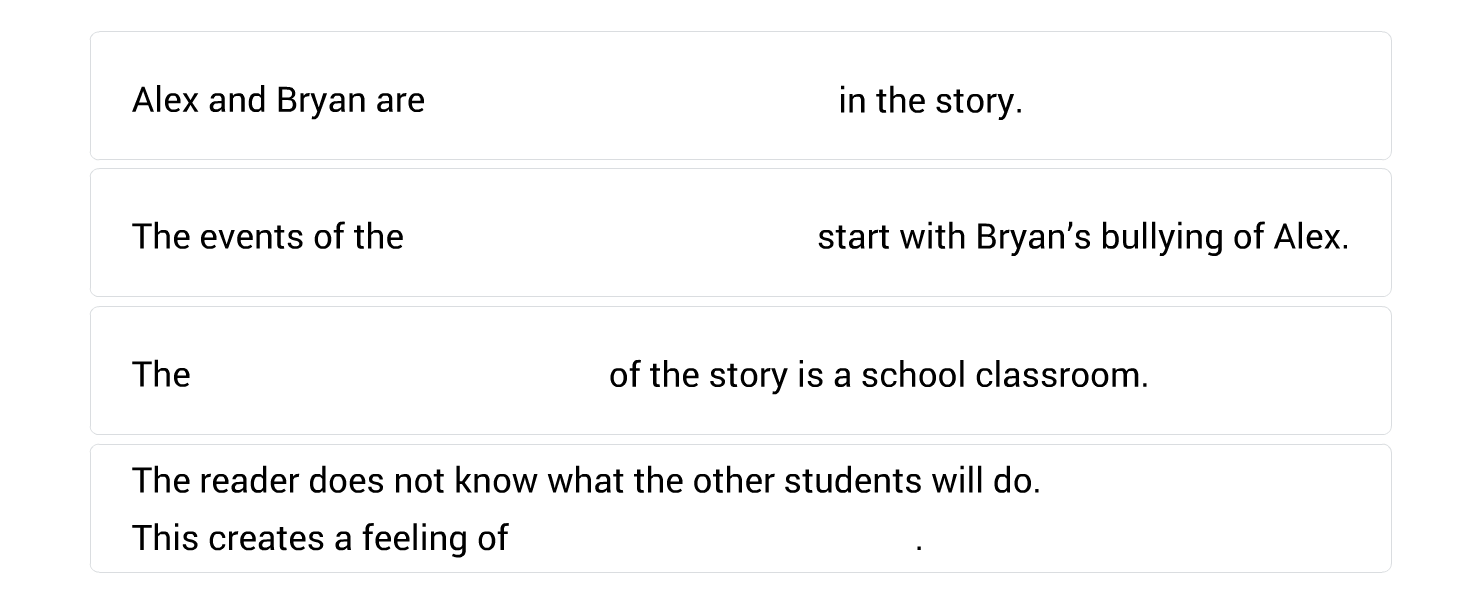 Alex and Bryan are in the story.
The events of the start with Bryan’s bullying of Alex.
The of the story is a school classroom.
The reader does not know what the other students will do.
This creates a feeling of .